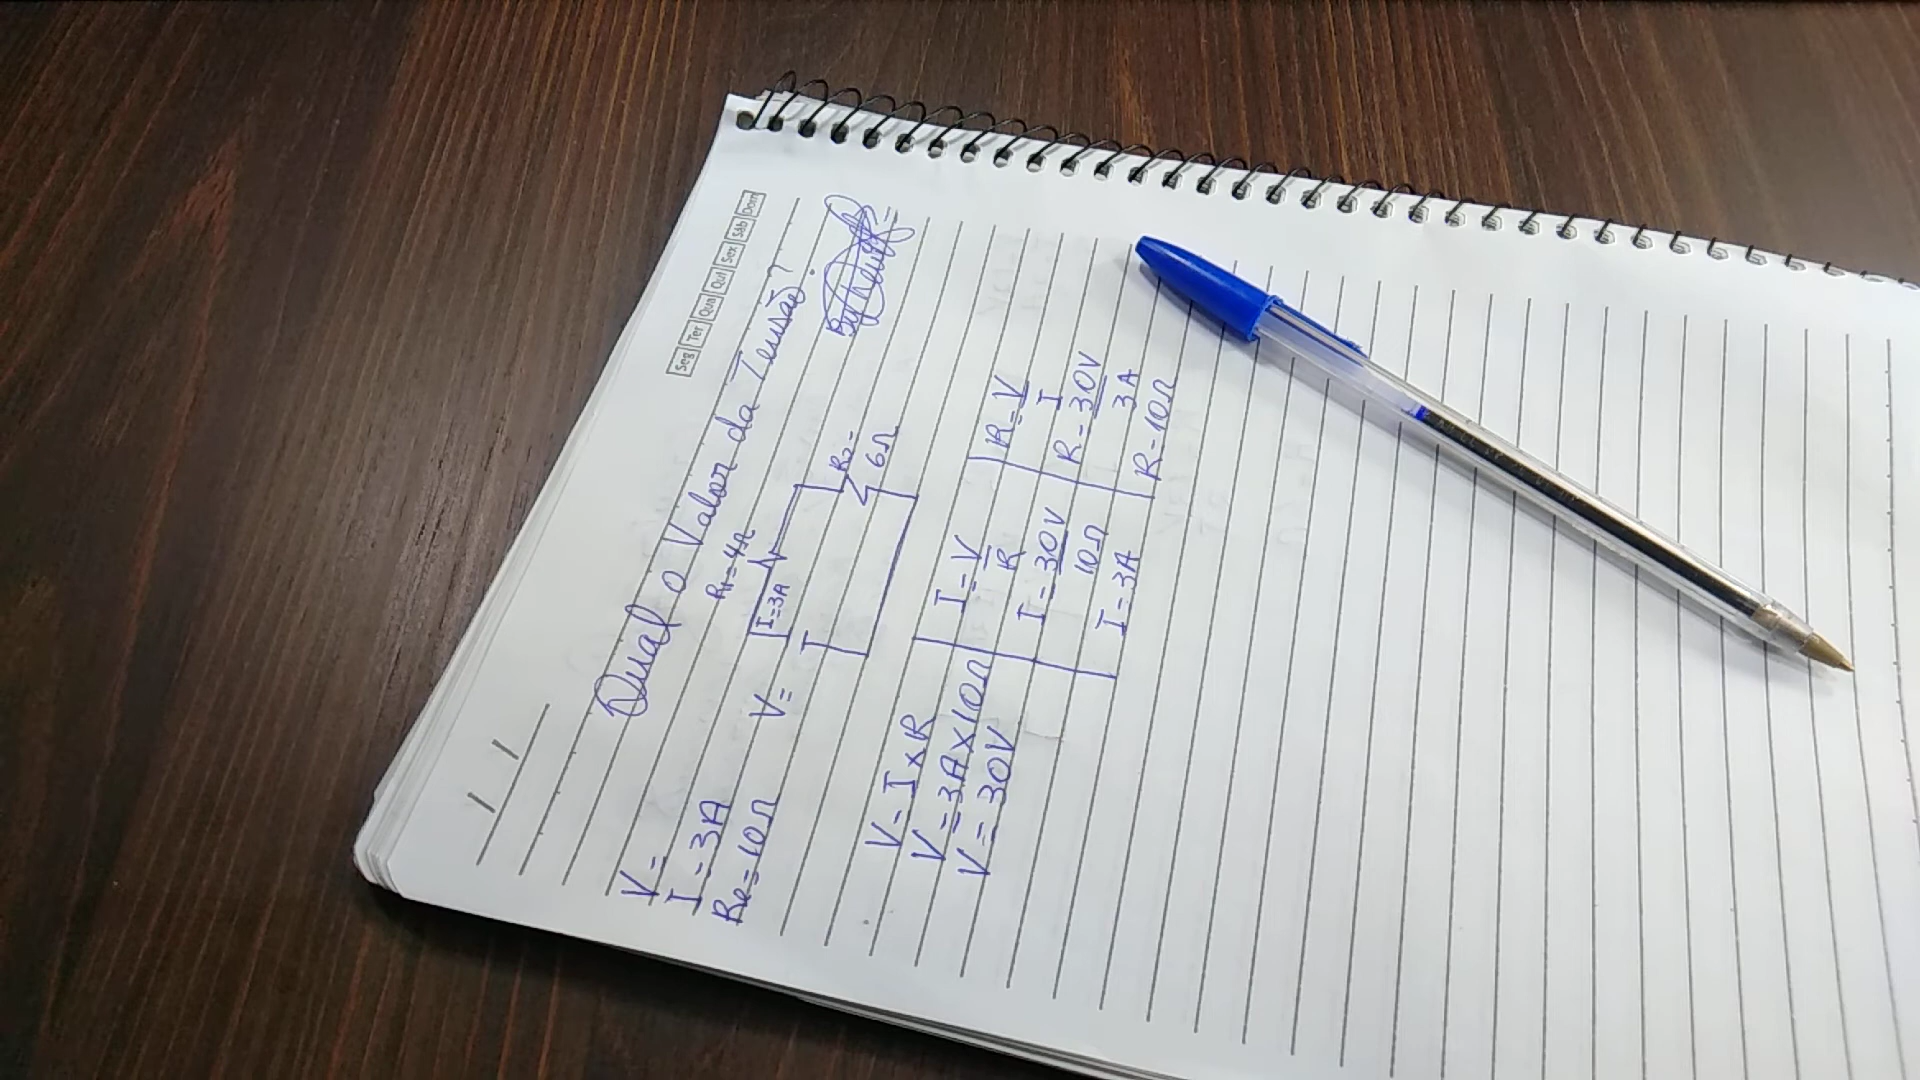 Seg Ter Qua Qui Sex Sáb Dom
/ /
Qual o Valor da Tensão?
V=
I=3A
Re=10Ω
R1=4Ω
I=3A
V=
R2=
6Ω
V=I×R
V=3A×10Ω
V=30V
I=V
R
I=30V
10Ω
I=3A
R=V
I
R=30V
3A
R=10Ω